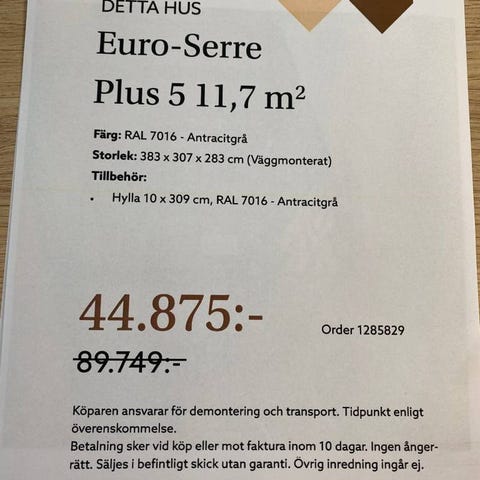 DETTA HUS
Euro-Serre
Plus 5 11,7 m²
Färg: RAL 7016 - Antracitgrå
Storlek: 383 x 307 x 283 cm (Väggmonterat)
Tillbehör:
• Hylla 10 x 309 cm, RAL 7016 - Antracitgrå
44.875:-
Order 1285829
89.749:-
Köparen ansvarar för demontering och transport. Tidpunkt enligt
överenskommelse.
Betalning sker vid köp eller mot faktura inom 10 dagar. Ingen ånger-
rätt. Säljes i befintligt skick utan garanti. Övrig inredning ingår ej.